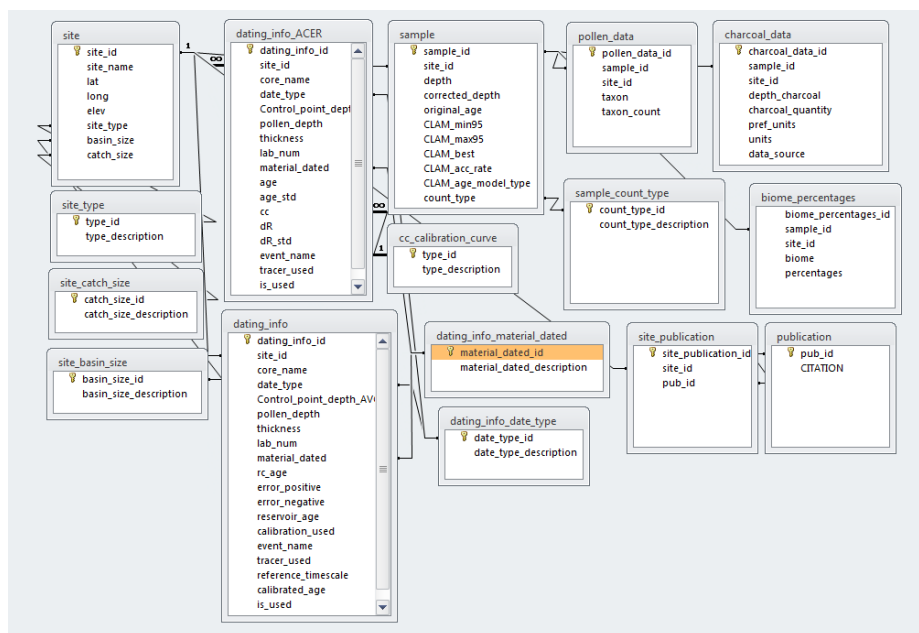 site
site_id
site_name
lat
long
elev
site_type
basin_size
catch_size
dating_info_ACER
dating_info_id
site_id
core_name
date_type
Control_point_dept
pollen_depth
thickness
lab_num
material_dated
age
age_std
cc
dR
dR_std
event_name
tracer_used
is_used
sample
sample_id
site_id
depth
corrected_depth
original_age
CLAM_min95
CLAM_max95
CLAM_best
CLAM_acc_rate
CLAM_age_model_type
count_type
pollen_data
pollen_data_id
sample_id
site_id
taxon
taxon_count
charcoal_data
charcoal_data_id
sample_id
site_id
depth_charcoal
charcoal_quantity
pref_units
units
data_source
1
∞
∞
1
site_type
type_id
type_description
cc_calibration_curve
type_id
type_description
sample_count_type
count_type_id
count_type_description
biome_percentages
biome_percentages_id
sample_id
site_id
biome
percentages
site_catch_size
catch_size_id
catch_size_description
site_basin_size
basin_size_id
basin_size_description
dating_info
dating_info_id
site_id
core_name
date_type
Control_point_depth_AVG
pollen_depth
thickness
lab_num
material_dated
rc_age
error_positive
error_negative
reservoir_age
calibration_used
event_name
tracer_used
reference_timescale
calibrated_age
is_used
dating_info_material_dated
material_dated_id
material_dated_description
dating_info_date_type
date_type_id
date_type_description
site_publication
site_publication_id
site_id
pub_id
publication
pub_id
CITATION